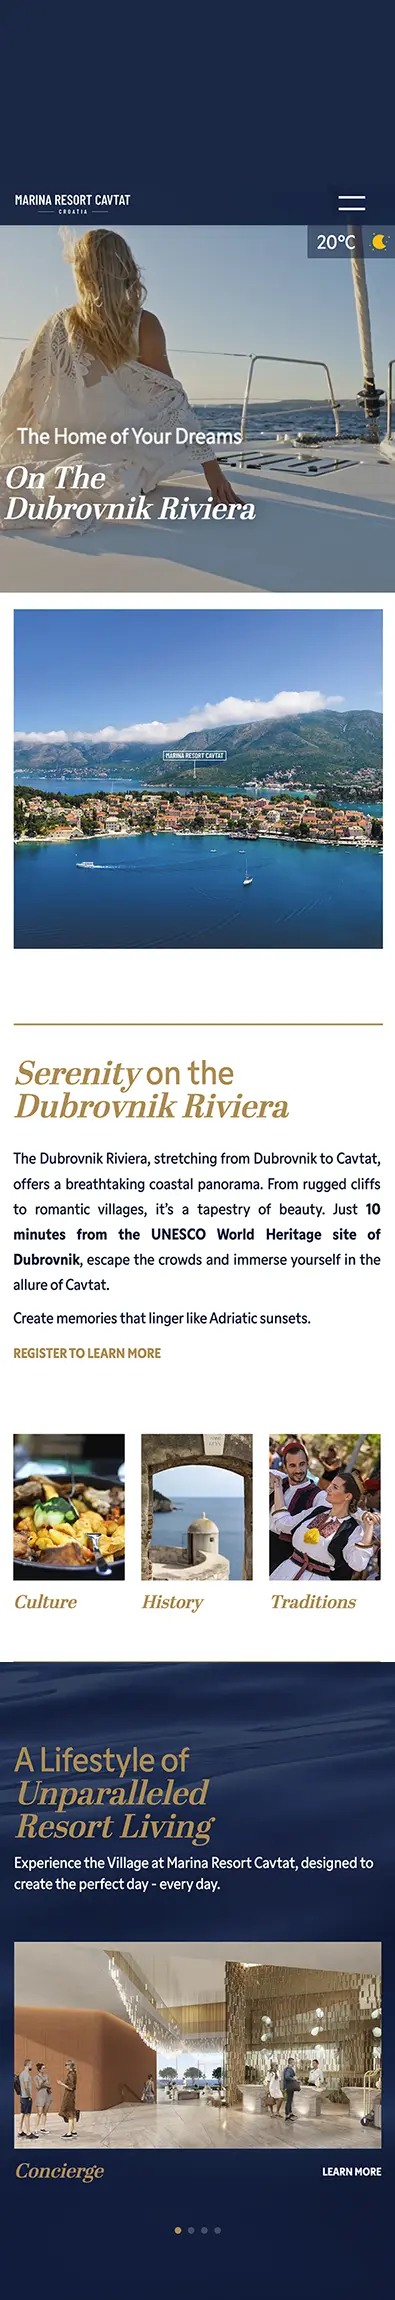 MARINA RESORT CAVTAT
CROATIA
20°C
The Home of Your Dreams
On The
Dubrovnik Riviera
MARINA RESORT CAVTAT
Serenity on the
Dubrovnik Riviera
The Dubrovnik Riviera, stretching from Dubrovnik to Cavtat,
offers a breathtaking coastal panorama. From rugged cliffs
to romantic villages, it's a tapestry of beauty. Just 10
minutes from the UNESCO World Heritage site of
Dubrovnik, escape the crowds and immerse yourself in the
allure of Cavtat.
Create memories that linger like Adriatic sunsets.
REGISTER TO LEARN MORE
Culture
History
Traditions
A Lifestyle of
Unparalleled
Resort Living
Experience the Village at Marina Resort Cavtat, designed to
create the perfect day - every day.
Concierge
LEARN MORE